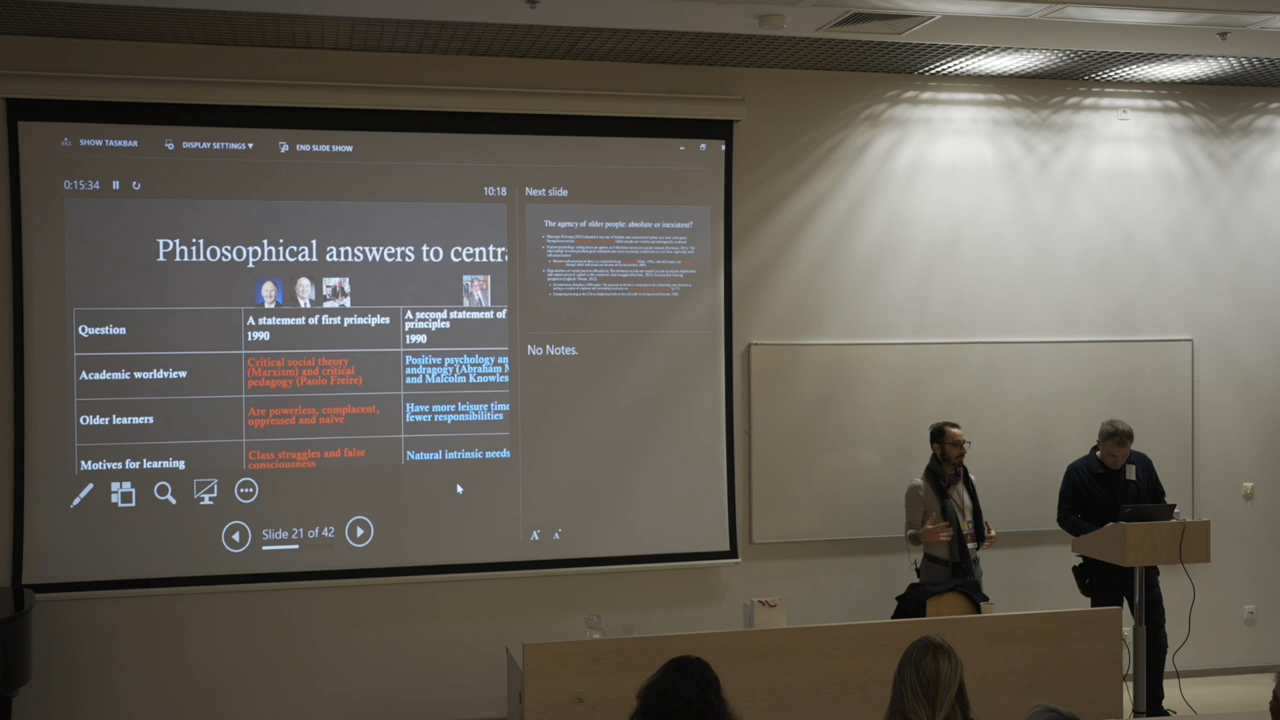 SHOW TASKBAR
DISPLAY SETTINGS ▼
END SLIDE SHOW
0:15:34
10:18
Next slide
Philosophical answers to centr
Question
A statement of first principles
1990
A second statement of
principles
1990
Academic worldview
Critical social theory
(Marxism) and critical
pedagogy (Paolo Freire)
Positive psychology an
andragogy (Abraham M
and Malcolm Knowles
Older learners
Are powerless, complacent,
oppressed and naive
Have more leisure time
fewer responsibilities
Motives for learning
Class struggles and false
consciousness
Natural intrinsic needs
Slide 21 of 42
The agency of older people: absolute or inexistent?
No Notes.
A A